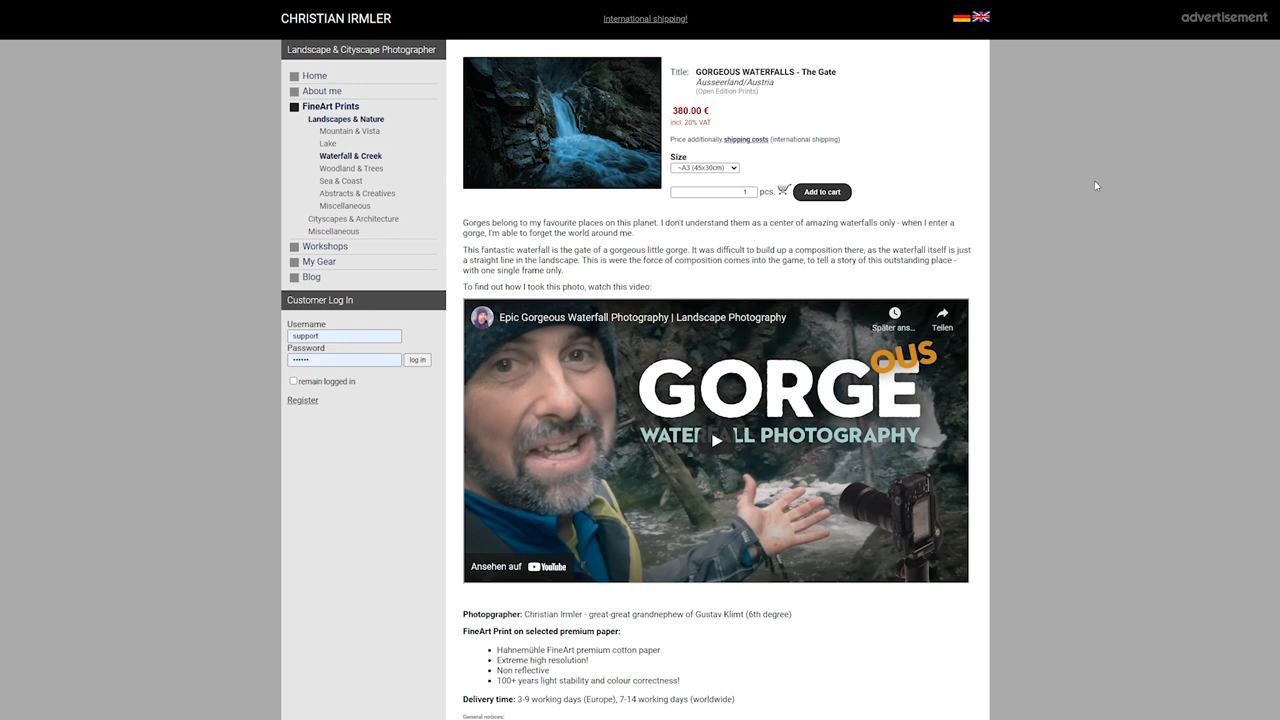 CHRISTIAN IRMLER
International shipping!
advertisement
Landscape & Cityscape Photographer
Home
About me
FineArt Prints
Landscapes & Nature
Mountain & Vista
Lake
Waterfall & Creek
Woodland & Trees
Sea & Coast
Abstracts & Creatives
Miscellaneous
Cityscapes & Architecture
Miscellaneous
Workshops
My Gear
Blog
Customer Log In
Username
support
Password
•••••• log in
remain logged in
Register
Title: GORGEOUS WATERFALLS - The Gate
Ausseerland/Austria
(Open Edition Prints)
380.00 €
incl. 20% VAT
Price additionally shipping costs (international shipping)
Size
~A3 (45x30cm)
1 pcs. Add to cart
Gorges belong to my favourite places on this planet. I don't understand them as a center of amazing waterfalls only - when I enter a
gorge, I'm able to forget the world around me.
This fantastic waterfall is the gate of a gorgeous little gorge. It was difficult to build up a composition there, as the waterfall itself is just
a straight line in the landscape. This is were the force of composition comes into the game, to tell a story of this outstanding place -
with one single frame only.
To find out how I took this photo, watch this video:
Epic Gorgeous Waterfall Photography | Landscape Photography
Später ans...
Teilen
GORGE
OUS
WATERFALL PHOTOGRAPHY
Ansehen auf YouTube
Photopgrapher: Christian Irmler - great-great grandnephew of Gustav Klimt (6th degree)
FineArt Print on selected premium paper:
• Hahnemühle FineArt premium cotton paper
• Extreme high resolution!
• Non reflective
• 100+ years light stability and colour correctness!
Delivery time: 3-9 working days (Europe), 7-14 working days (worldwide)
General notices: